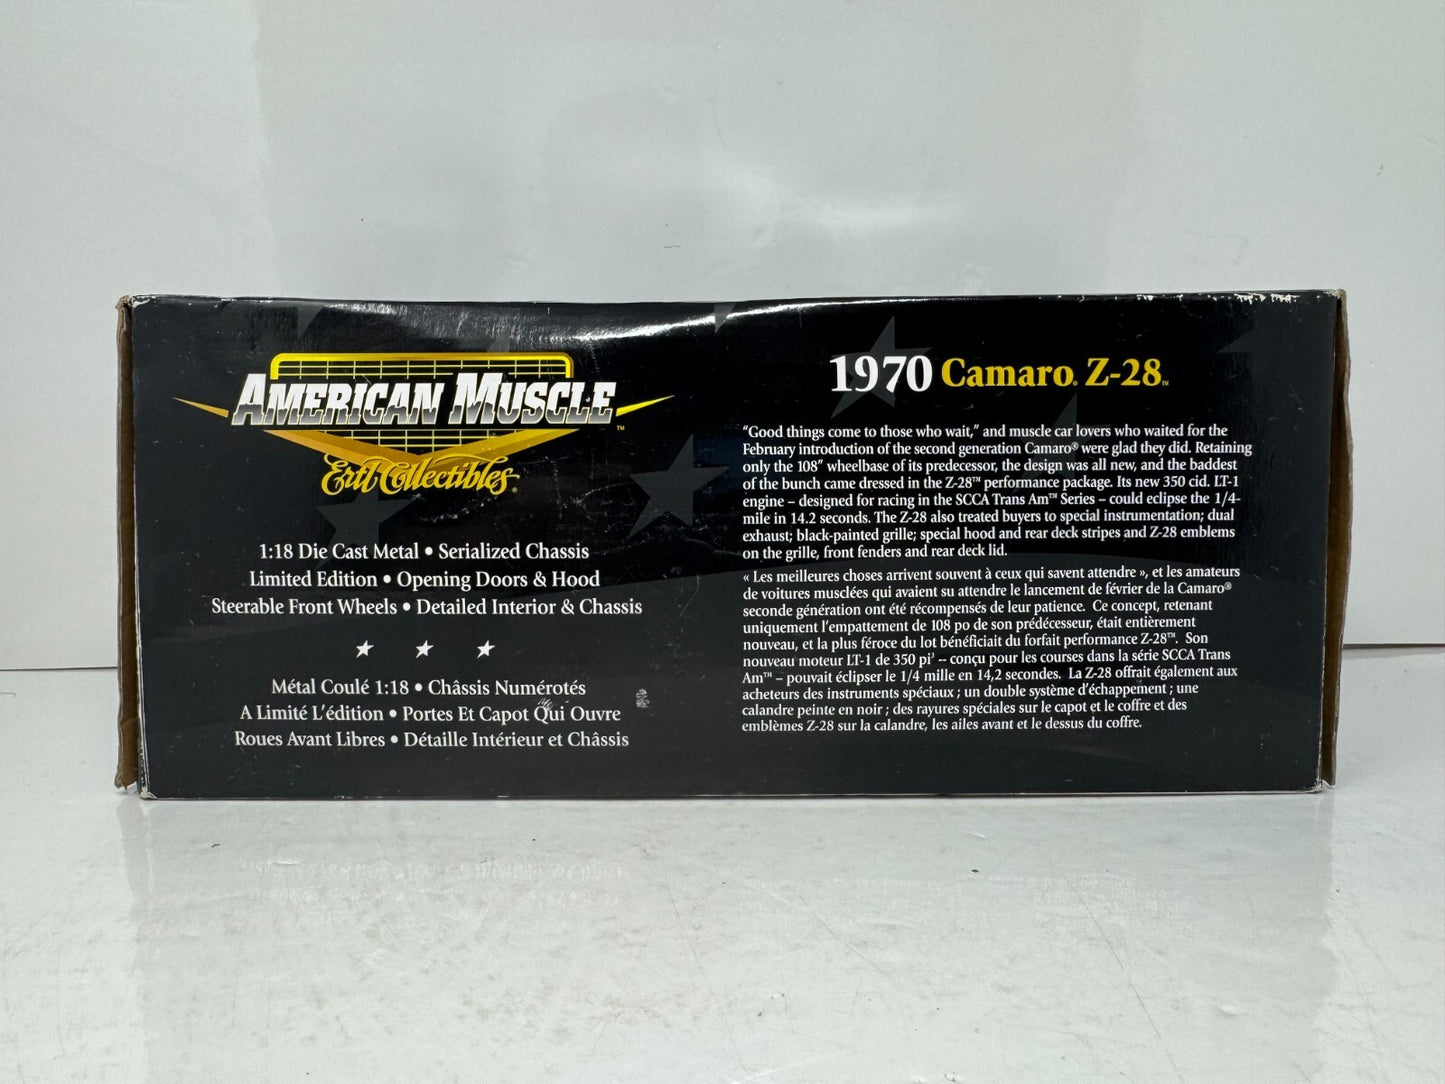 AMERICAN MUSCLE™
Ertl Collectibles®
1:18 Die Cast Metal • Serialized Chassis
Limited Edition • Opening Doors & Hood
Steerable Front Wheels • Detailed Interior & Chassis
Métal Coulé 1:18 • Châssis Numérotés
A Limité L'édition • Portes Et Capot Qui Ouvre
Roues Avant Libres • Détaille Intérieur et Châssis
1970 Camaro® Z-28™
"Good things come to those who wait," and muscle car lovers who waited for the
February introduction of the second generation Camaro® were glad they did. Retaining
only the 108" wheelbase of its predecessor, the design was all new, and the baddest
of the bunch came dressed in the Z-28™ performance package. Its new 350 cid. LT-1
engine – designed for racing in the SCCA Trans Am™ Series – could eclipse the 1/4-
mile in 14.2 seconds. The Z-28 also treated buyers to special instrumentation; dual
exhaust; black-painted grille; special hood and rear deck stripes and Z-28 emblems
on the grille, front fenders and rear deck lid.
« Les meilleures choses arrivent souvent à ceux qui savent attendre », et les amateurs
de voitures musclées qui avaient su attendre le lancement de février de la Camaro®
seconde génération ont été récompensés de leur patience. Ce concept, retenant
uniquement l'empattement de 108 po de son prédécesseur, était entièrement
nouveau, et la plus féroce du lot bénéficiait du forfait performance Z-28™. Son
nouveau moteur LT-1 de 350 pi³ -- conçu pour les courses dans la série SCCA Trans
Am™ – pouvait éclipser le 1/4 mille en 14,2 secondes. La Z-28 offrait également aux
acheteurs des instruments spéciaux ; un double système d'échappement ; une
calandre peinte en noir ; des rayures spéciales sur le capot et le coffre et des
emblèmes Z-28 sur la calandre, les ailes avant et le dessus du coffre.